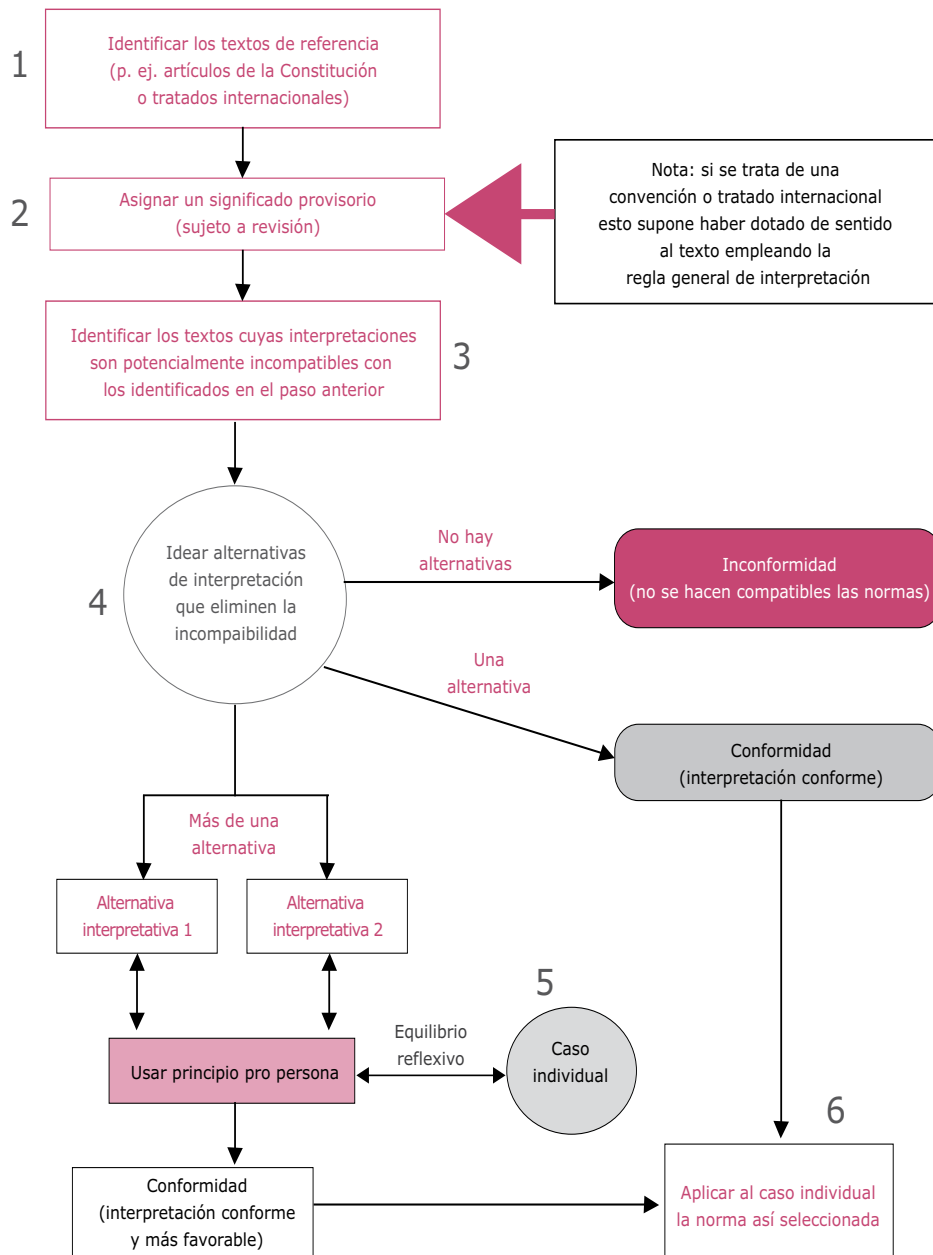 1
Identificar los textos de referencia
(p. ej. artículos de la Constitución
o tratados internacionales)
2
Asignar un significado provisorio
(sujeto a revisión)
Nota: si se trata de una
convención o tratado internacional
esto supone haber dotado de sentido
al texto empleando la
regla general de interpretación
Identificar los textos cuyas interpretaciones
son potencialmente incompatibles con
los identificados en el paso anterior
3
4
Idear alternativas
de interpretación
que eliminen la
incompaibilidad
No hay
alternativas
Inconformidad
(no se hacen compatibles las normas)
Una
alternativa
Conformidad
(interpretación conforme)
Más de una
alternativa
Alternativa
interpretativa 1
Alternativa
interpretativa 2
Usar principio pro persona
Equilibrio
reflexivo
5
Caso
individual
Conformidad
(interpretación conforme
y más favorable)
6
Aplicar al caso individual
la norma así seleccionada